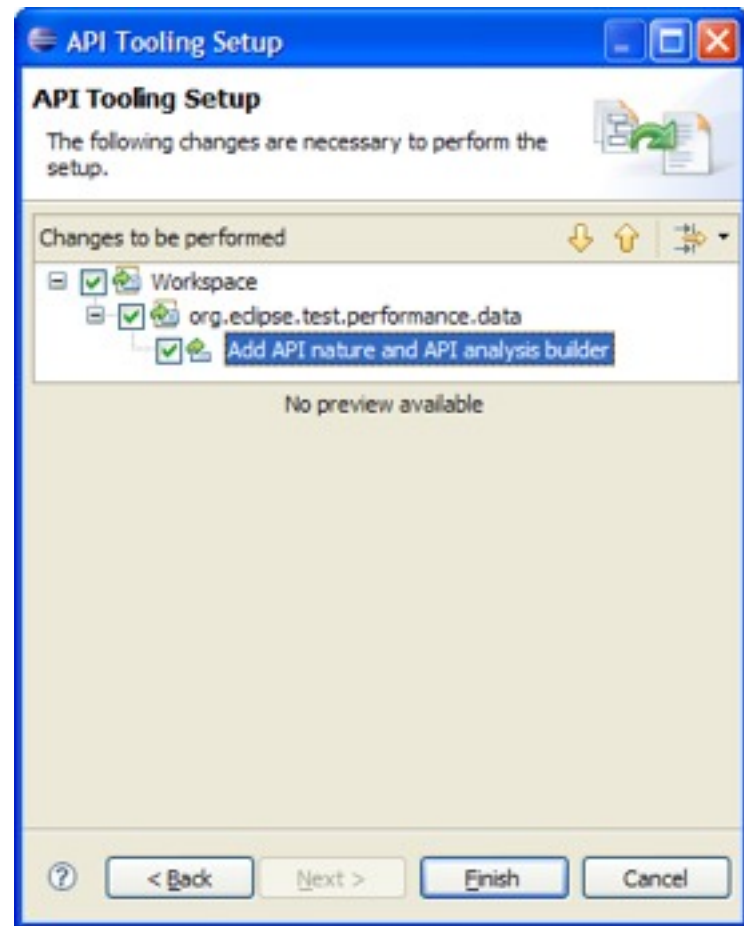 API Tooling Setup
API Tooling Setup
The following changes are necessary to perform the
setup.
Changes to be performed
Workspace
org.eclipse.test.performance.data
Add API nature and API analysis builder
No preview available
< Back Next > Finish Cancel